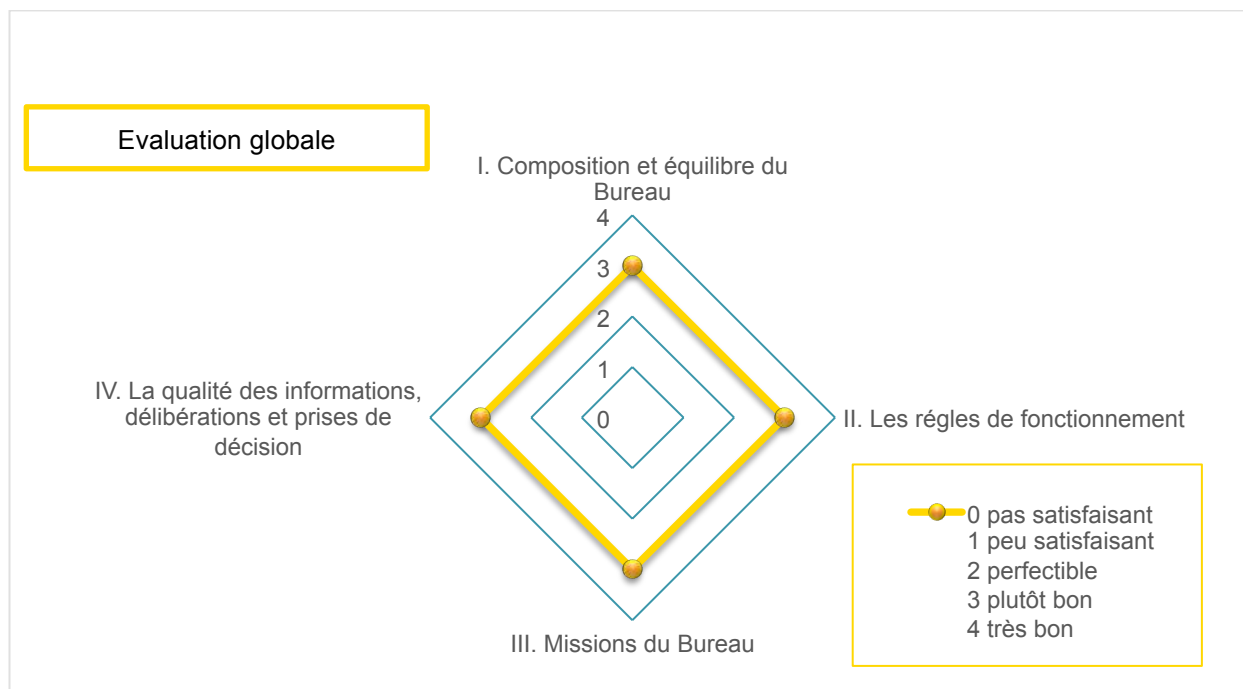 Evaluation globale
I. Composition et équilibre du
Bureau
4
3
2
1
0
IV. La qualité des informations,
délibérations et prises de
décision
II. Les régles de fonctionnement
III. Missions du Bureau
0 pas satisfaisant
1 peu satisfaisant
2 perfectible
3 plutôt bon
4 très bon